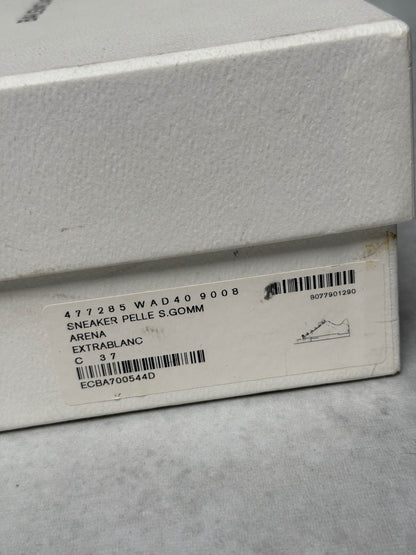 477285 WAD40 9008
SNEAKER PELLE S.GOMM
ARENA
EXTRABLANC
C 37
ECBA700544D
8077901290